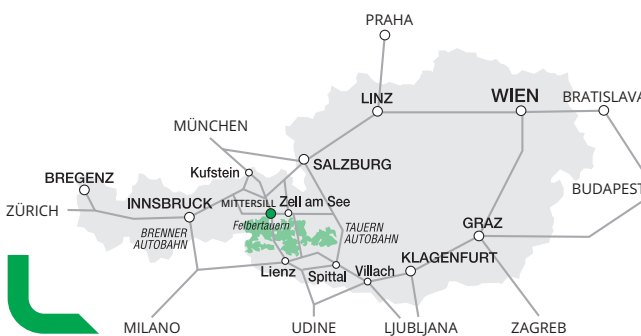 PRAHA
LINZ
WIEN
BRATISLAVA
MÜNCHEN
SALZBURG
Kufstein
BREGENZ
BUDAPEST
ZÜRICH
INNSBRUCK
MITTERSILL
Zell am See
BRENNER
AUTOBAHN
Felbertauern
TAUERN
AUTOBAHN
GRAZ
KLAGENFURT
Lienz
Spittal
Villach
MILANO
UDINE
LJUBLJANA
ZAGREB